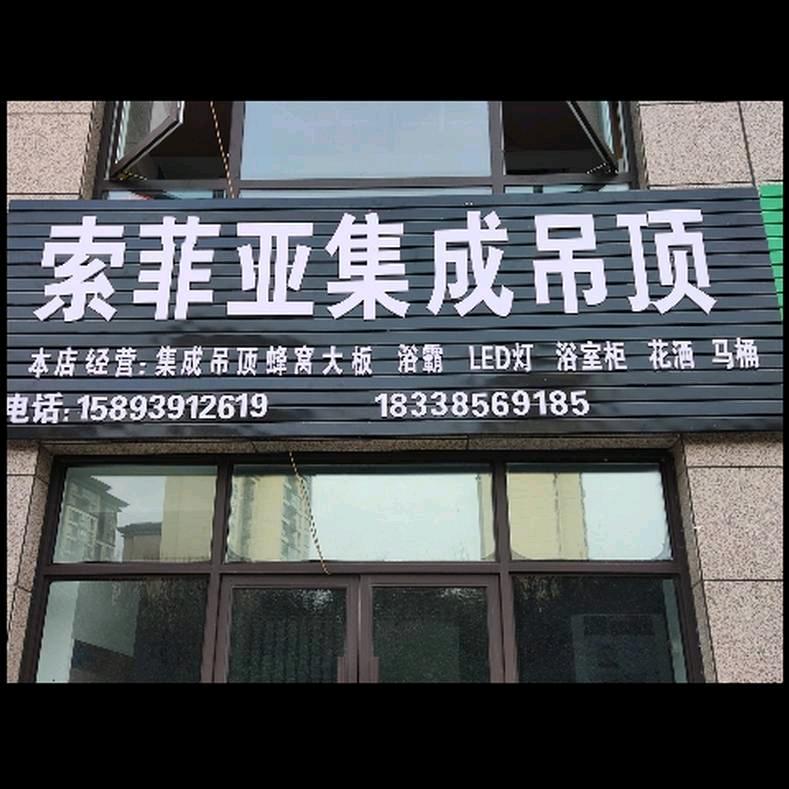 索菲亚集成吊顶
本店经营:集成吊顶蜂窝大板 浴霸 LED灯 浴室柜 花洒 马桶
电话:15893912619 18338569185